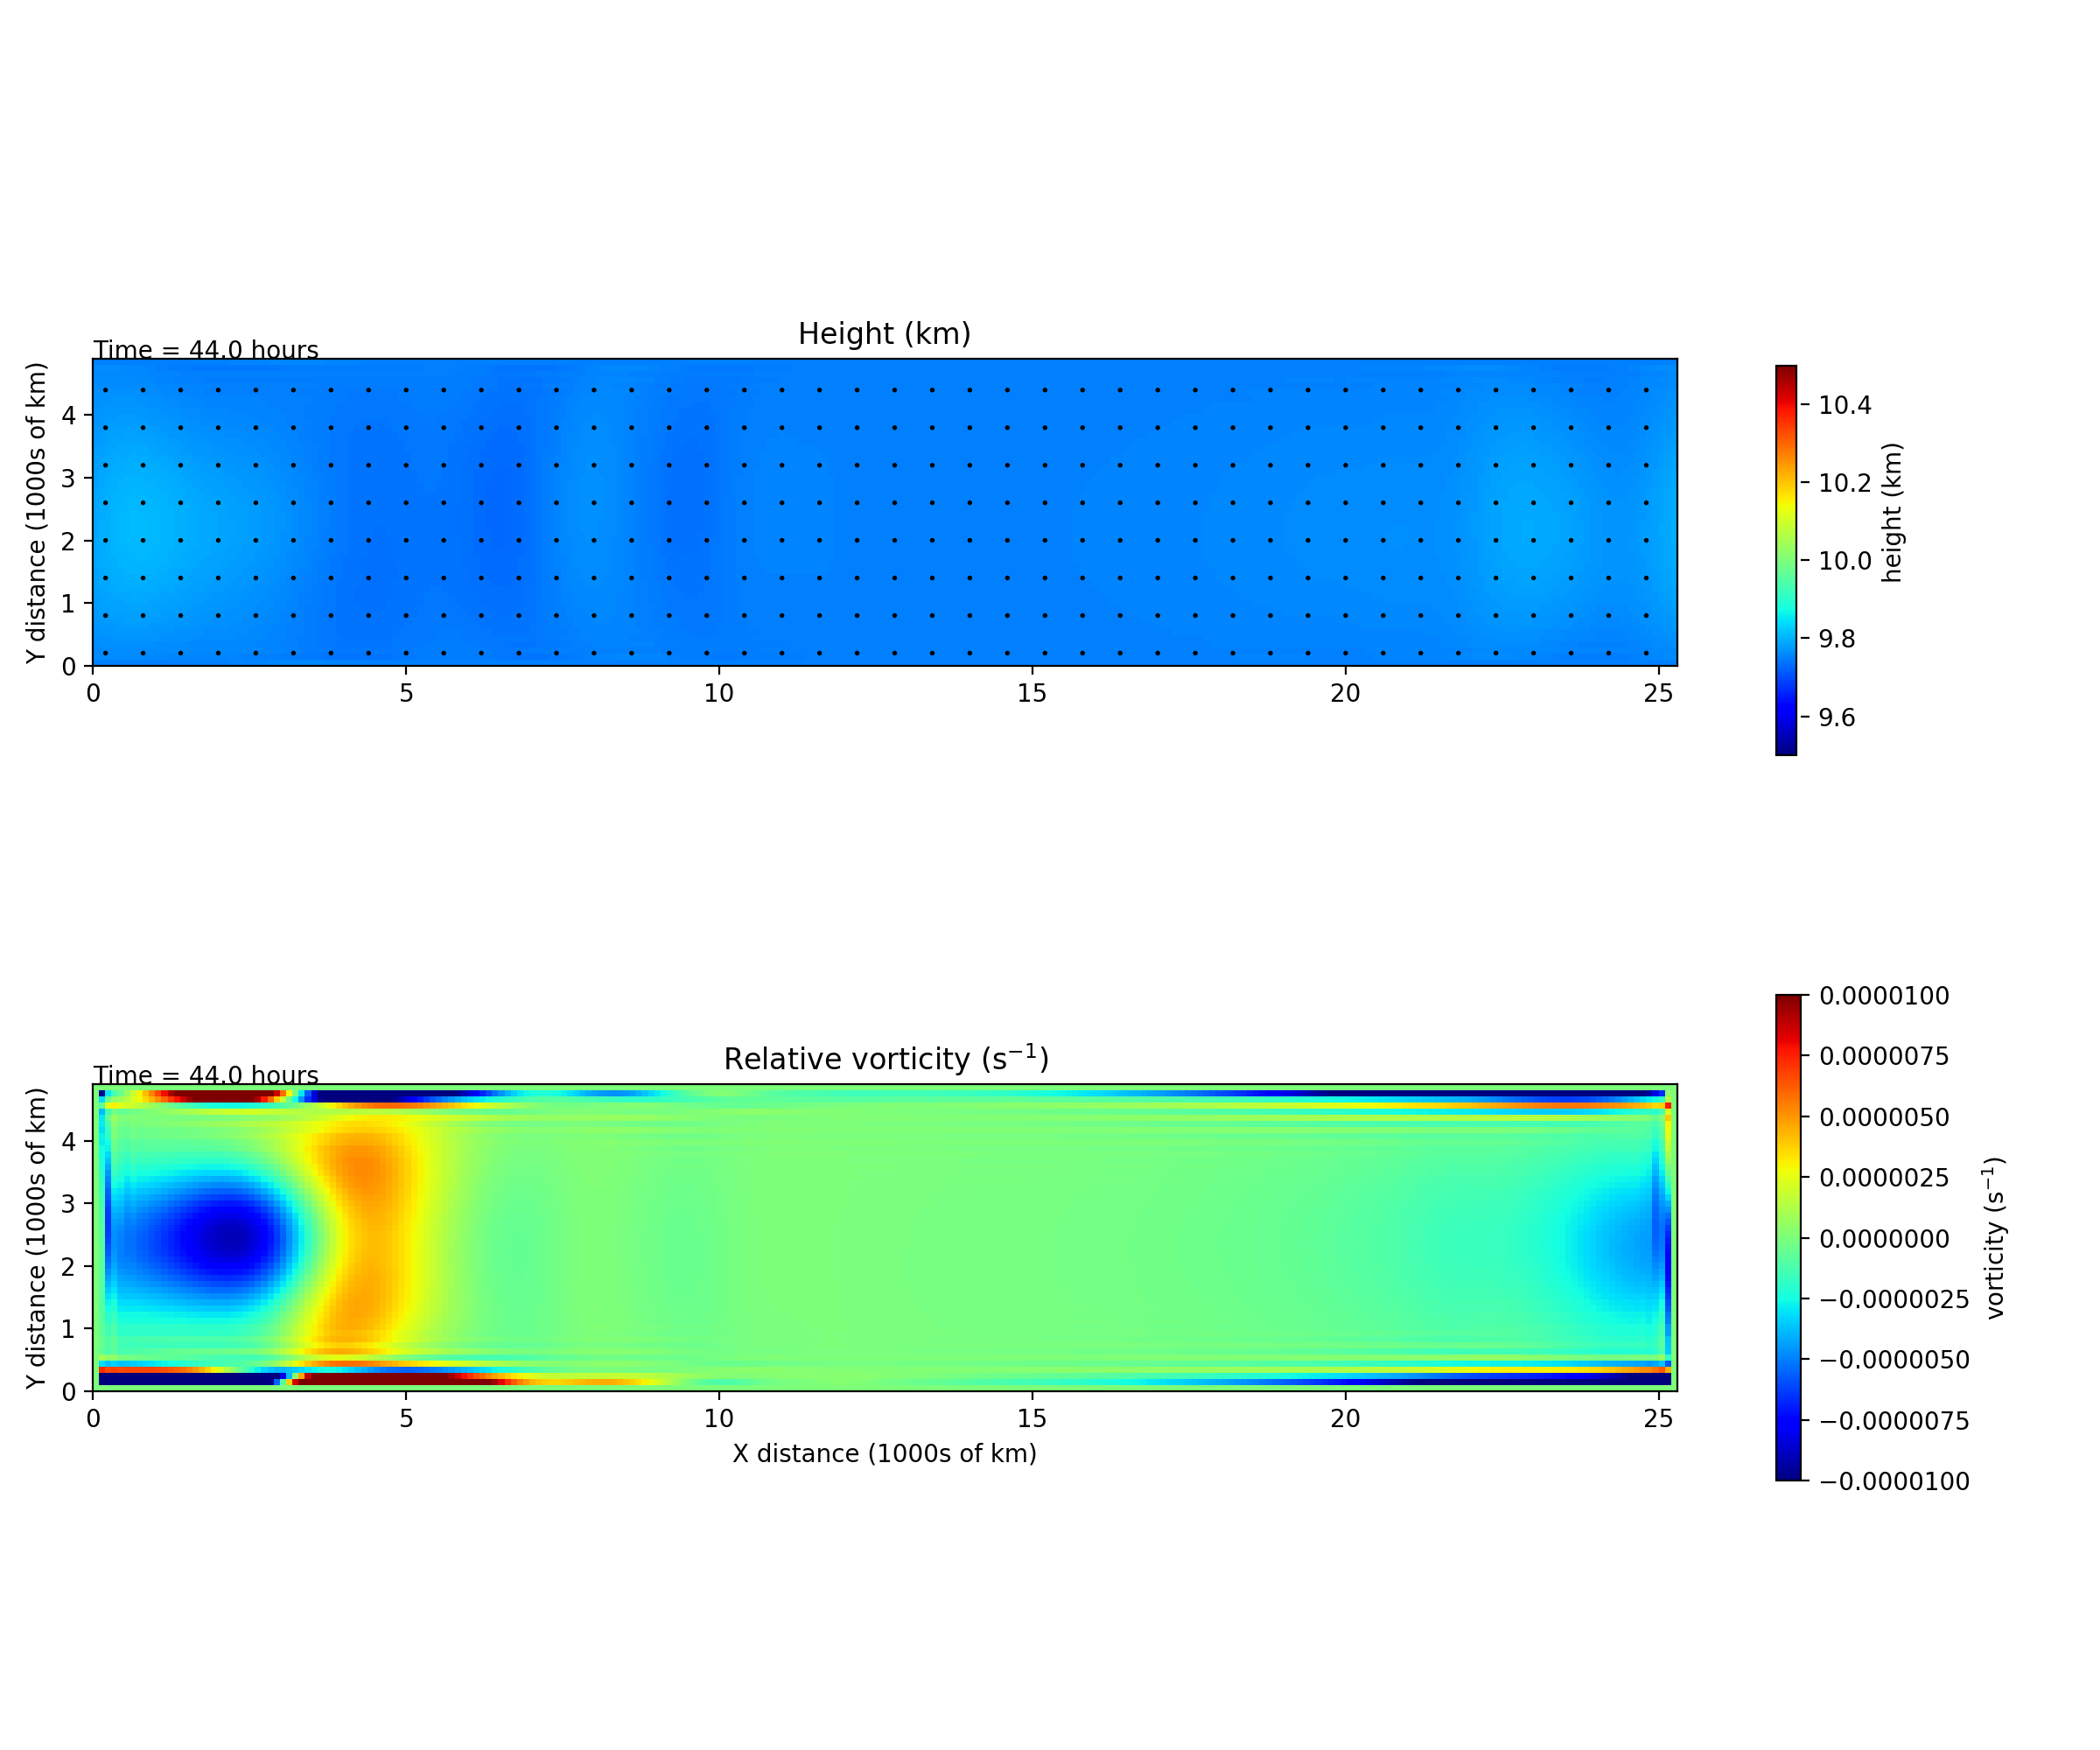 Height (km)
Time = 44.0 hours
Y distance (1000s of km)
4
3
2
1
0
0 5 10 15 20 25
10.4
10.2
10.0
9.8
9.6
height (km)
Relative vorticity (s⁻¹)
Time = 44.0 hours
Y distance (1000s of km)
4
3
2
1
0
0 5 10 15 20 25
X distance (1000s of km)
0.0000100
0.0000075
0.0000050
0.0000025
0.0000000
−0.0000025
−0.0000050
−0.0000075
−0.0000100
vorticity (s⁻¹)